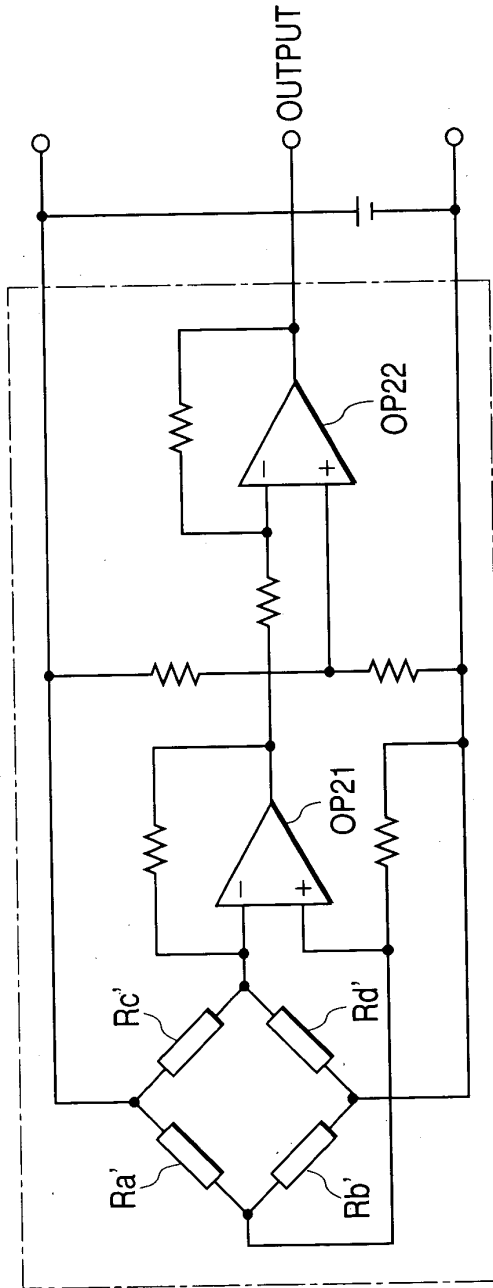 Ra'
Rc'
Rb'
Rd'
−
+
OP21
−
+
OP22
OUTPUT